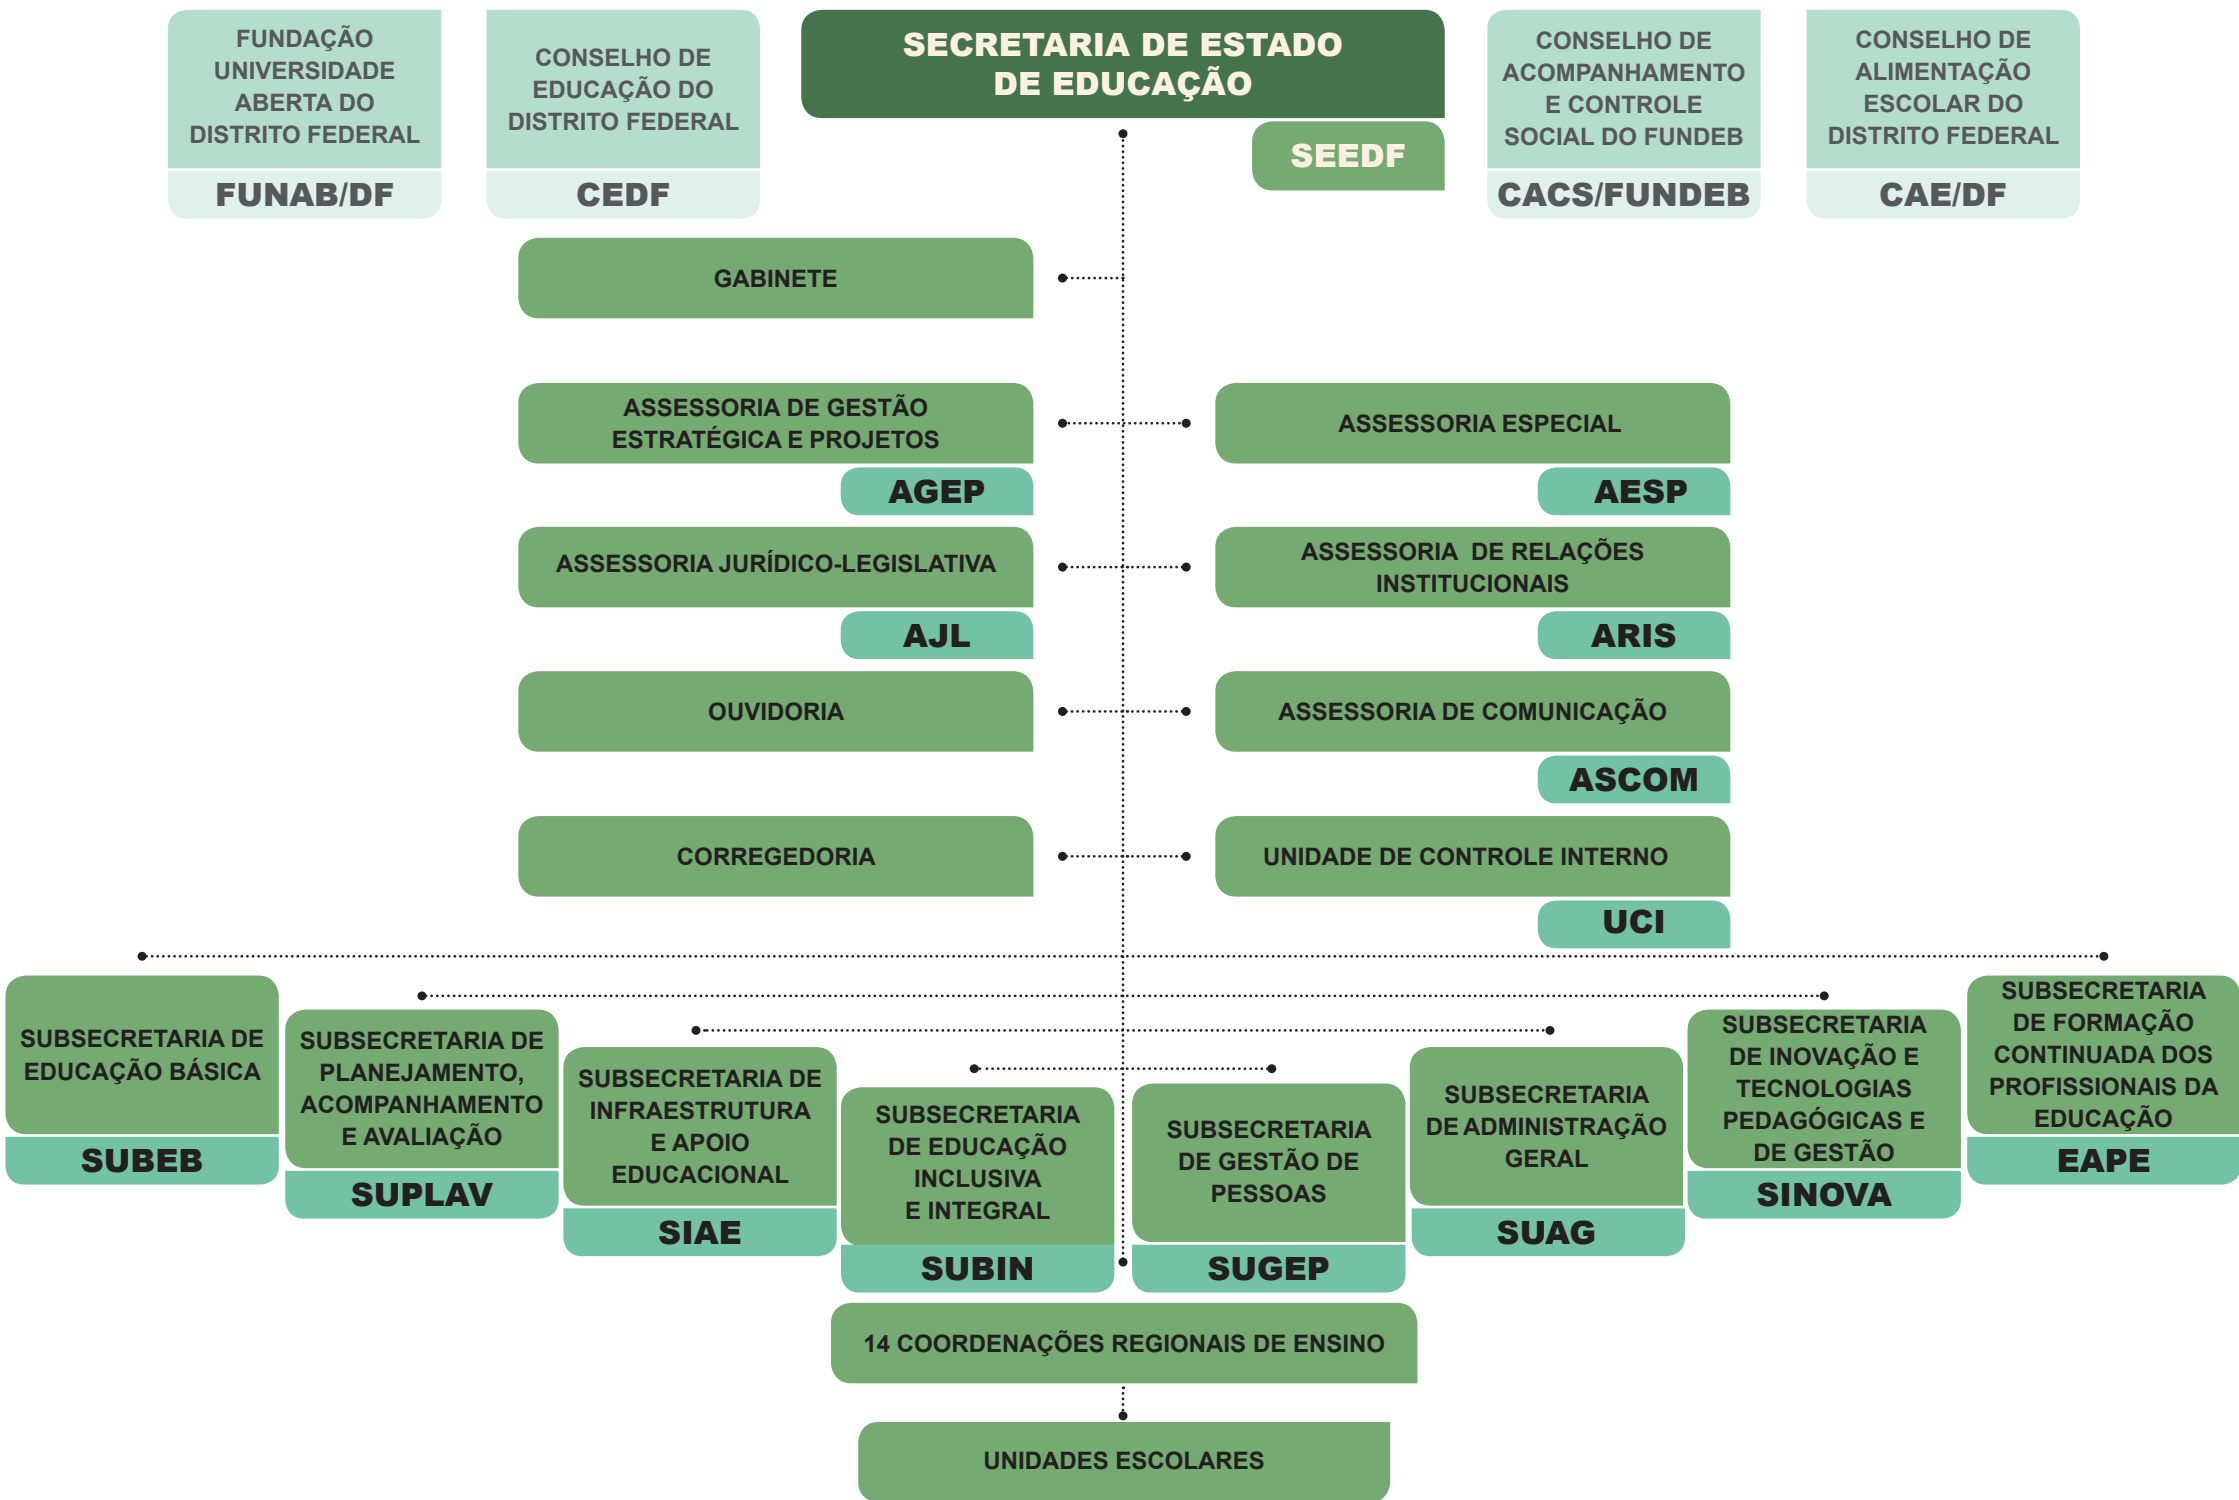 FUNDAÇÃO
UNIVERSIDADE
ABERTA DO
DISTRITO FEDERAL
FUNAB/DF
CONSELHO DE
EDUCAÇÃO DO
DISTRITO FEDERAL
CEDF
SECRETARIA DE ESTADO
DE EDUCAÇÃO
SEEDF
CONSELHO DE
ACOMPANHAMENTO
E CONTROLE
SOCIAL DO FUNDEB
CACS/FUNDEB
CONSELHO DE
ALIMENTAÇÃO
ESCOLAR DO
DISTRITO FEDERAL
CAE/DF
GABINETE
ASSESSORIA DE GESTÃO
ESTRATÉGICA E PROJETOS
AGEP
ASSESSORIA ESPECIAL
AESP
ASSESSORIA JURÍDICO-LEGISLATIVA
AJL
ASSESSORIA DE RELAÇÕES
INSTITUCIONAIS
ARIS
OUVIDORIA
ASSESSORIA DE COMUNICAÇÃO
ASCOM
CORREGEDORIA
UNIDADE DE CONTROLE INTERNO
UCI
SUBSECRETARIA DE
EDUCAÇÃO BÁSICA
SUBEB
SUBSECRETARIA DE
PLANEJAMENTO,
ACOMPANHAMENTO
E AVALIAÇÃO
SUPLAV
SUBSECRETARIA DE
INFRAESTRUTURA
E APOIO
EDUCACIONAL
SIAE
SUBSECRETARIA
DE EDUCAÇÃO
INCLUSIVA
E INTEGRAL
SUBIN
SUBSECRETARIA
DE GESTÃO DE
PESSOAS
SUGEP
SUBSECRETARIA
DE ADMINISTRAÇÃO
GERAL
SUAG
SUBSECRETARIA
DE INOVAÇÃO E
TECNOLOGIAS
PEDAGÓGICAS E
DE GESTÃO
SINOVA
SUBSECRETARIA
DE FORMAÇÃO
CONTINUADA DOS
PROFISSIONAIS DA
EDUCAÇÃO
EAPE
14 COORDENAÇÕES REGIONAIS DE ENSINO
UNIDADES ESCOLARES